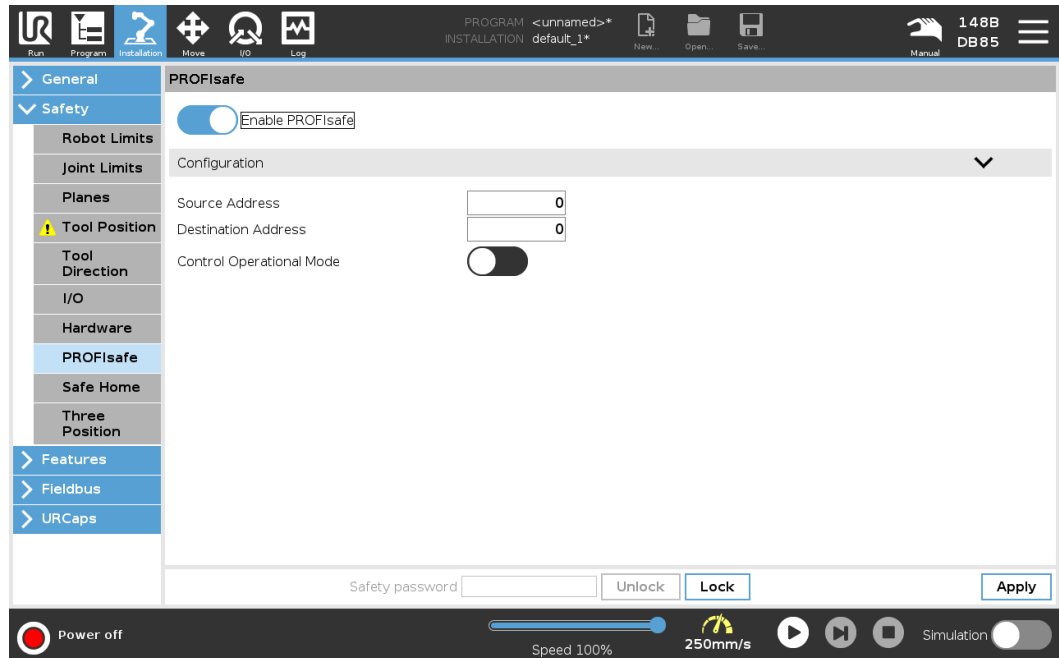 UR
PROGRAM <unnamed>*
INSTALLATION default_1*
Run Program Installation Move I/O Log New... Open... Save... Manual
148B
DB85
General
PROFIsafe
Safety
Enable PROFIsafe
Robot Limits
Joint Limits
Configuration
Planes
Source Address 0
Tool Position
Destination Address 0
Tool
Direction
Control Operational Mode
I/O
Hardware
PROFIsafe
Safe Home
Three
Position
Features
Fieldbus
URCaps
Safety password Unlock Lock Apply
Power off
Speed 100%
250mm/s
Simulation